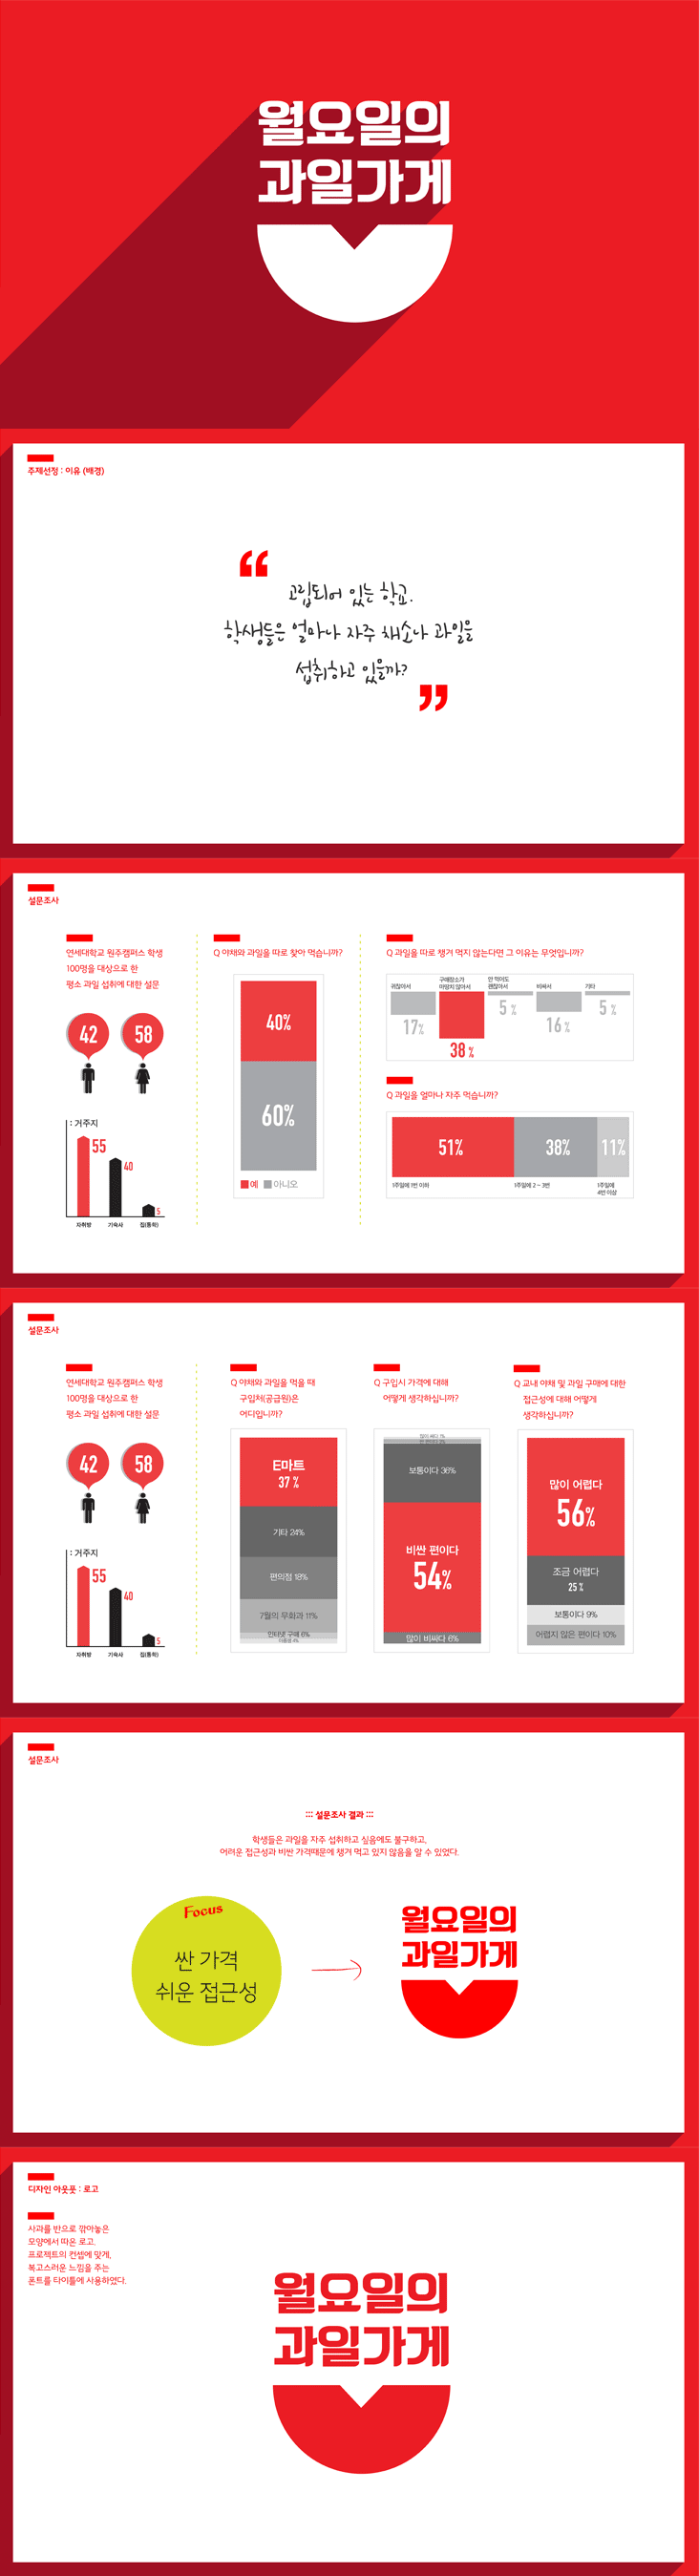 월요일의
과일가게
주제선정 : 이유 (배경)
“
고립되어 있는 학교.
학생들은 얼마나 자주 채소나 과일을
섭취하고 있을까?
”
설문조사
연세대학교 원주캠퍼스 학생
100명을 대상으로 한
평소 과일 섭취에 대한 설문
42 58
: 거주지
55
40
5
자취방 기숙사 집(통학)
Q 야채와 과일을 따로 찾아 먹습니까?
40%
60%
예 아니오
Q 과일을 따로 챙겨 먹지 않는다면 그 이유는 무엇입니까?
귀찮아서
구매장소가
마땅치 않아서
안 먹어도
괜찮아서
비싸서
기타
17%
38 %
5 %
16 %
5 %
Q 과일을 얼마나 자주 먹습니까?
51% 38% 11%
1주일에 1번 이하
1주일에 2 ~ 3번
1주일에
4번 이상
설문조사
연세대학교 원주캠퍼스 학생
100명을 대상으로 한
평소 과일 섭취에 대한 설문
42 58
: 거주지
55
40
5
자취방 기숙사 집(통학)
Q 야채와 과일을 먹을 때
구입처(공급원)은
어디입니까?
E마트
37 %
기타 24%
편의점 18%
7월의 무화과 11%
인터넷 구매 6%
Q 구입시 가격에 대해
어떻게 생각하십니까?
보통이다 36%
비싼 편이다
54%
많이 비싸다 6%
Q 교내 야채 및 과일 구매에 대한
접근성에 대해 어떻게
생각하십니까?
많이 어렵다
56%
조금 어렵다
25 %
보통이다 9%
어렵지 않은 편이다 10%
설문조사
::: 설문조사 결과 :::
학생들은 과일을 자주 섭취하고 싶음에도 불구하고,
어려운 접근성과 비싼 가격때문에 챙겨 먹고 있지 않음을 알 수 있었다.
Focus
싼 가격
쉬운 접근성
월요일의
과일가게
디자인 아웃풋 : 로고
사과를 반으로 깎아놓은
모양에서 따온 로고.
프로젝트의 컨셉에 맞게,
복고스러운 느낌을 주는
폰트를 타이틀에 사용하였다.
월요일의
과일가게